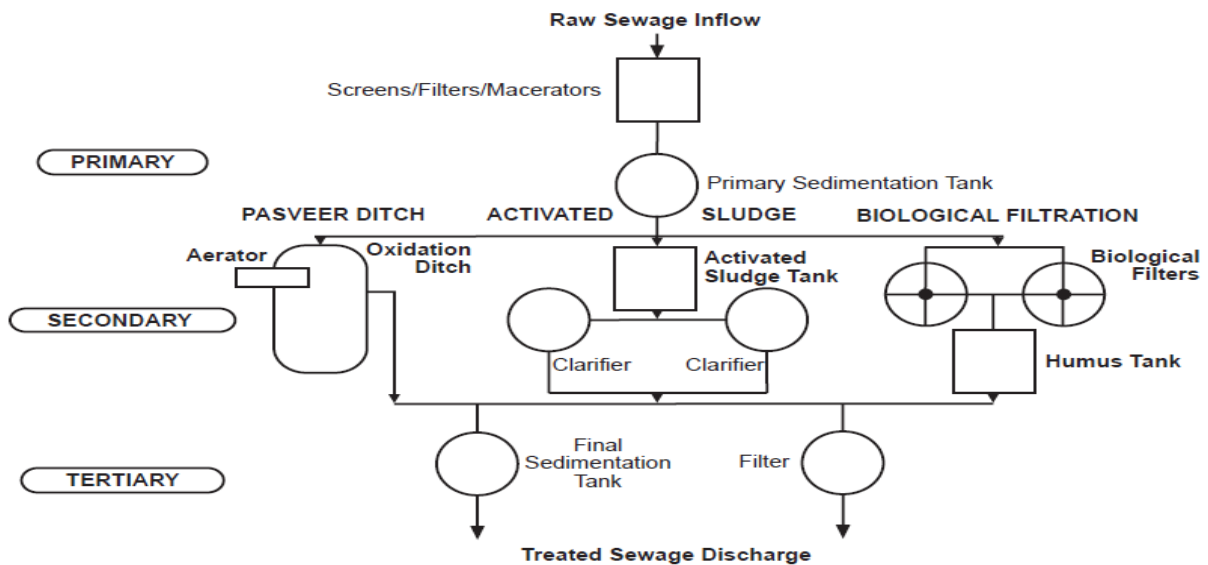 Raw Sewage Inflow
Screens/Filters/Macerators
PRIMARY
Primary Sedimentation Tank
PASVEER DITCH
ACTIVATED SLUDGE
BIOLOGICAL FILTRATION
Aerator
Oxidation
Ditch
Activated
Sludge Tank
Biological
Filters
SECONDARY
Clarifier
Clarifier
Humus Tank
Final
Sedimentation
Tank
Filter
TERTIARY
Treated Sewage Discharge